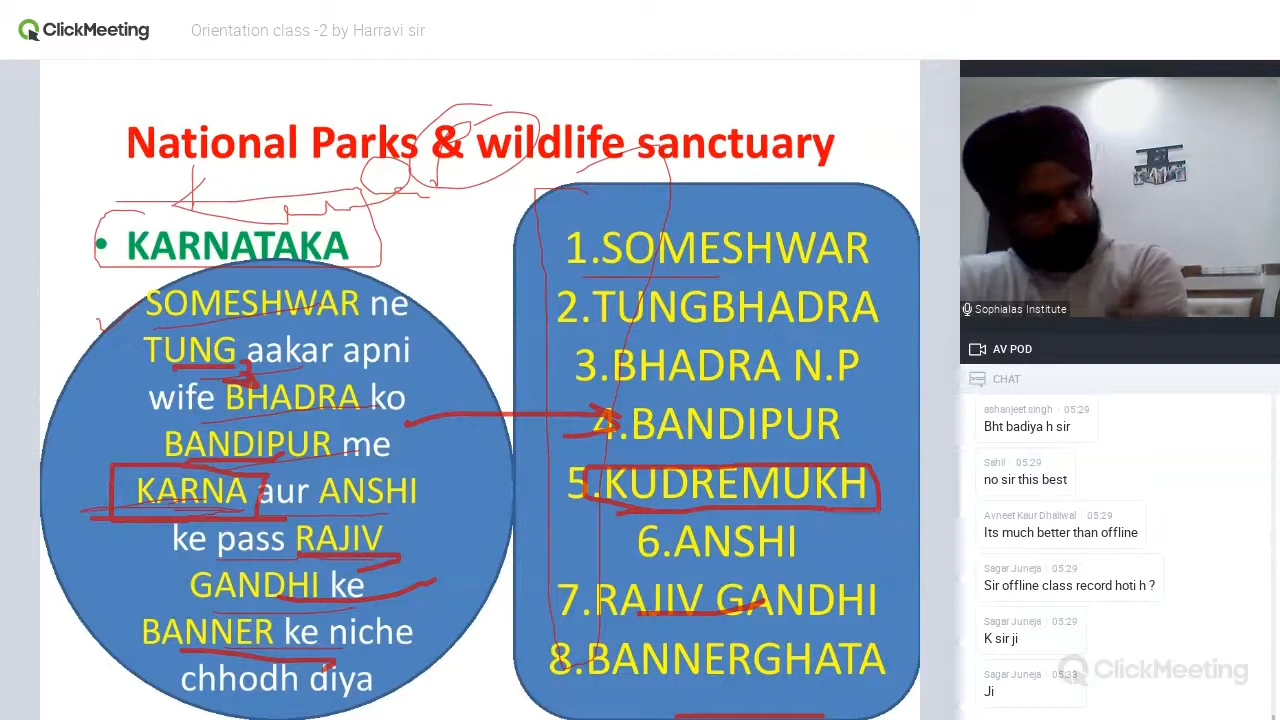 ClickMeeting
Orientation class -2 by Harravi sir
National Parks & wildlife sanctuary
• KARNATAKA
SOMESHWAR ne
TUNG aakar apni
wife BHADRA ko
BANDIPUR me
KARNA aur ANSHI
ke pass RAJIV
GANDHI ke
BANNER ke niche
chhodh diya
1.SOMESHWAR
2.TUNGBHADRA
3.BHADRA N.P
4.BANDIPUR
5.KUDREMUKH
6.ANSHI
7.RAJIV GANDHI
8.BANNERGHATA
Sophialas Institute
AV POD
CHAT
ashanjeet singh · 05:29
Bht badiya h sir
Sahil · 05:29
no sir this best
Avneet Kaur Dhaliwal · 05:29
Its much better than offline
Sagar Juneja · 05:29
Sir offline class record hoti h ?
Sagar Juneja · 05:29
K sir ji
Sagar Juneja · 05:33
Ji
ClickMeeting